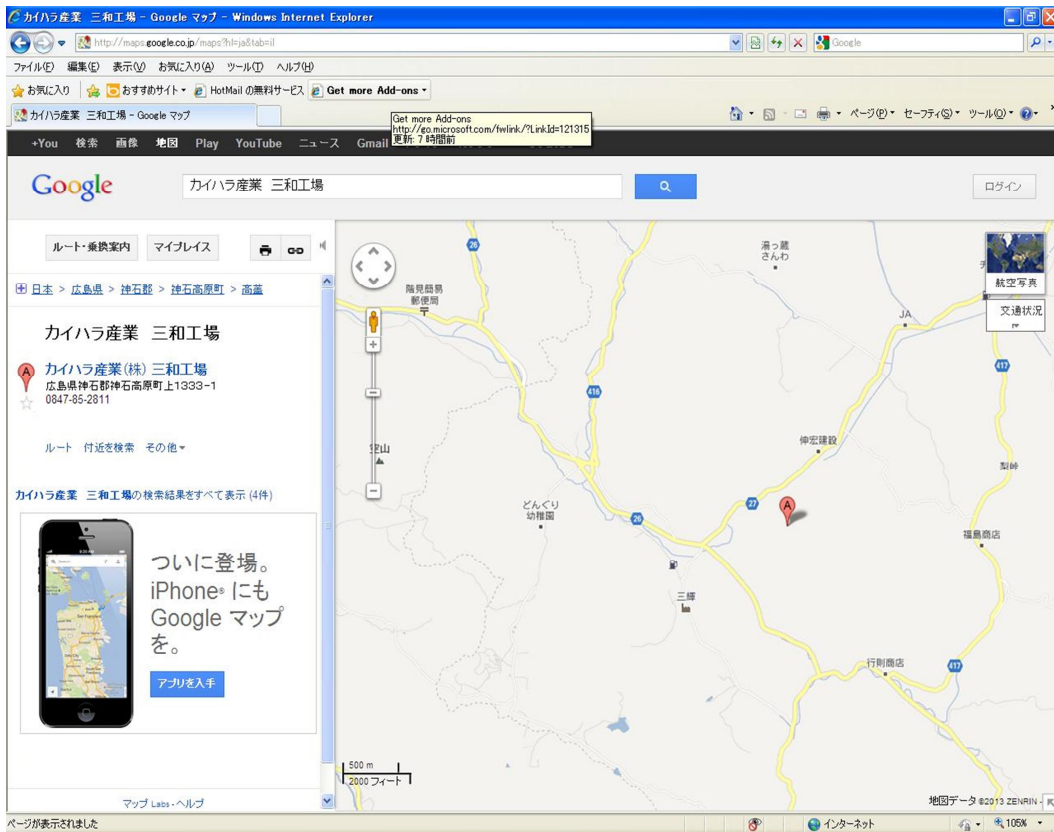 カイハラ産業 三和工場 - Google マップ - Windows Internet Explorer
http://maps.google.co.jp/maps?hl=ja&tab=il
Google
ファイル(F) 編集(E) 表示(V) お気に入り(A) ツール(T) ヘルプ(H)
お気に入り おすすめサイト HotMail の無料サービス Get more Add-ons
カイハラ産業 三和工場 - Google マップ
ページ(P) セーフティ(S) ツール(O)
Get more Add-ons
http://go.microsoft.com/fwlink/?LinkId=121315
更新: 7 時間前
+You 検索 画像 地図 Play YouTube ニュース Gmail
Google
カイハラ産業 三和工場
ログイン
ルート・乗換案内 マイプレイス
日本 > 広島県 > 神石郡 > 神石高原町 > 高蓋
カイハラ産業 三和工場
A
カイハラ産業(株) 三和工場
広島県神石郡神石高原町上1333-1
0847-85-2811
ルート 付近を検索 その他
カイハラ産業 三和工場の検索結果をすべて表示 (4件)
ついに登場。
iPhone にも
Google マップ
を。
アプリを入手
マップ Labs - ヘルプ
26
湯っ蔵
さんわ
航空写真
交通状況
郵便局
JA
417
416
伸宏建設
どんぐり
幼稚園
27
A
26
福島商店
行則商店
417
500 m
2000 フィート
地図データ ©2013 ZENRIN -
ページが表示されました
インターネット
105%